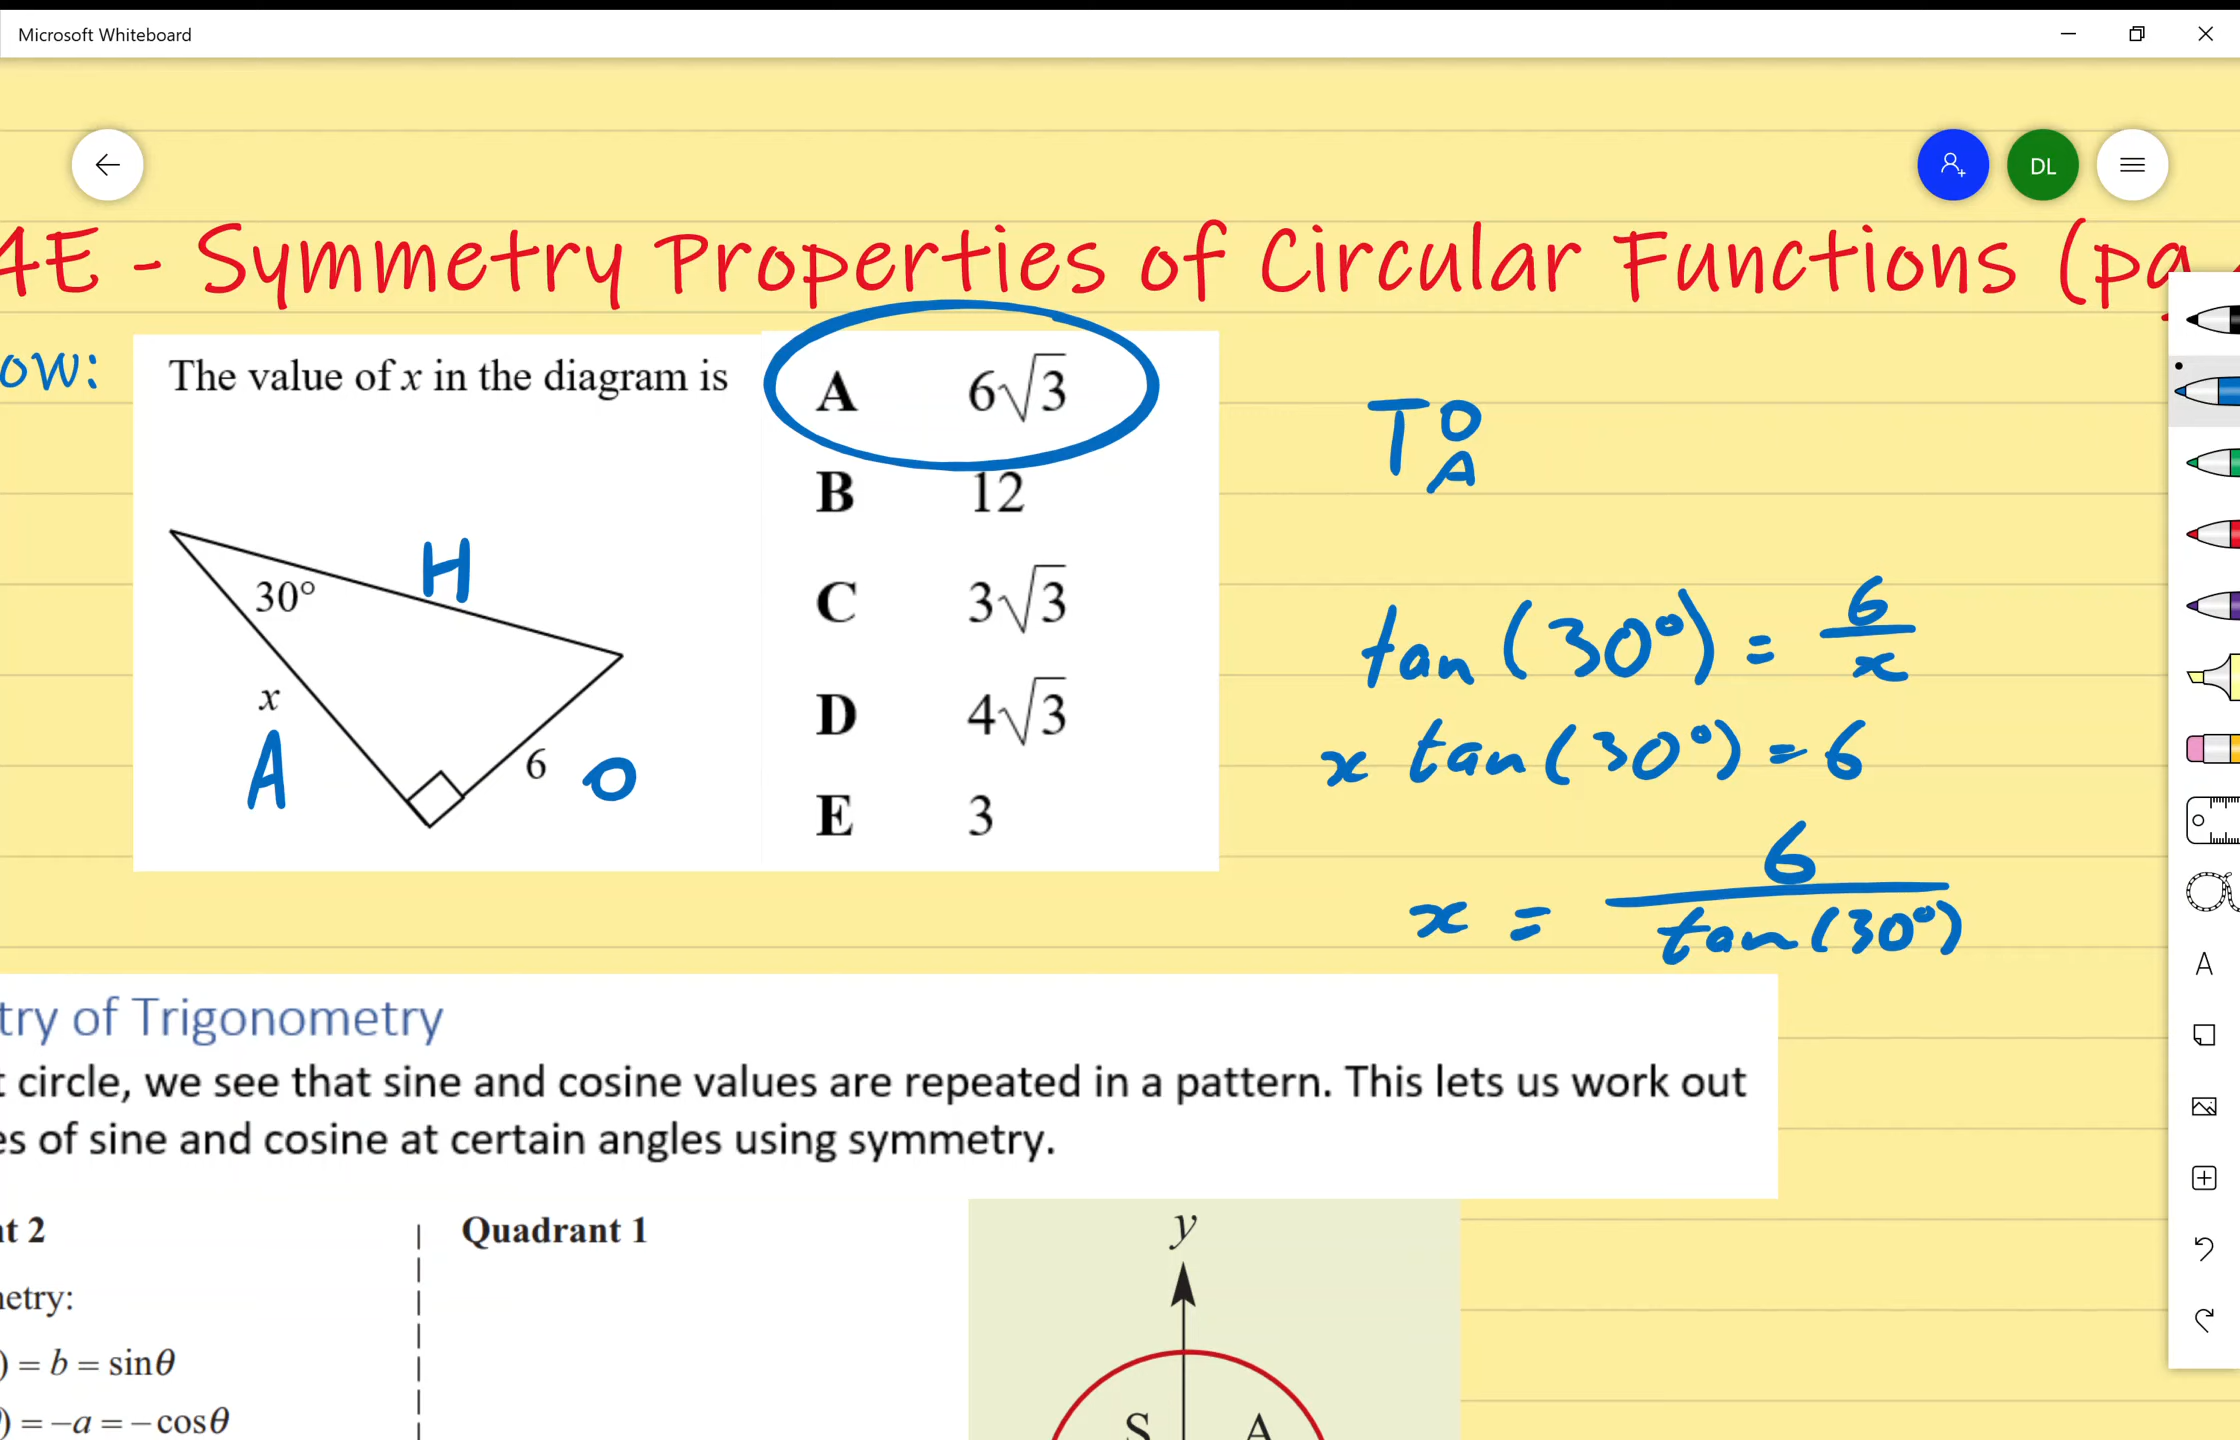 Microsoft Whiteboard
DL
4E - Symmetry Properties of Circular Functions (pg
ow:
The value of x in the diagram is
A 6√3
B 12
C 3√3
D 4√3
E 3
30°
H
x
A
6
O
T O A
tan (30°) = 6/x
x tan (30°) = 6
x = 6/tan (30°)
try of Trigonometry
t circle, we see that sine and cosine values are repeated in a pattern. This lets us work out
es of sine and cosine at certain angles using symmetry.
nt 2
Quadrant 1
netry:
) = b = sinθ
) = −a = −cosθ
y
S A
A